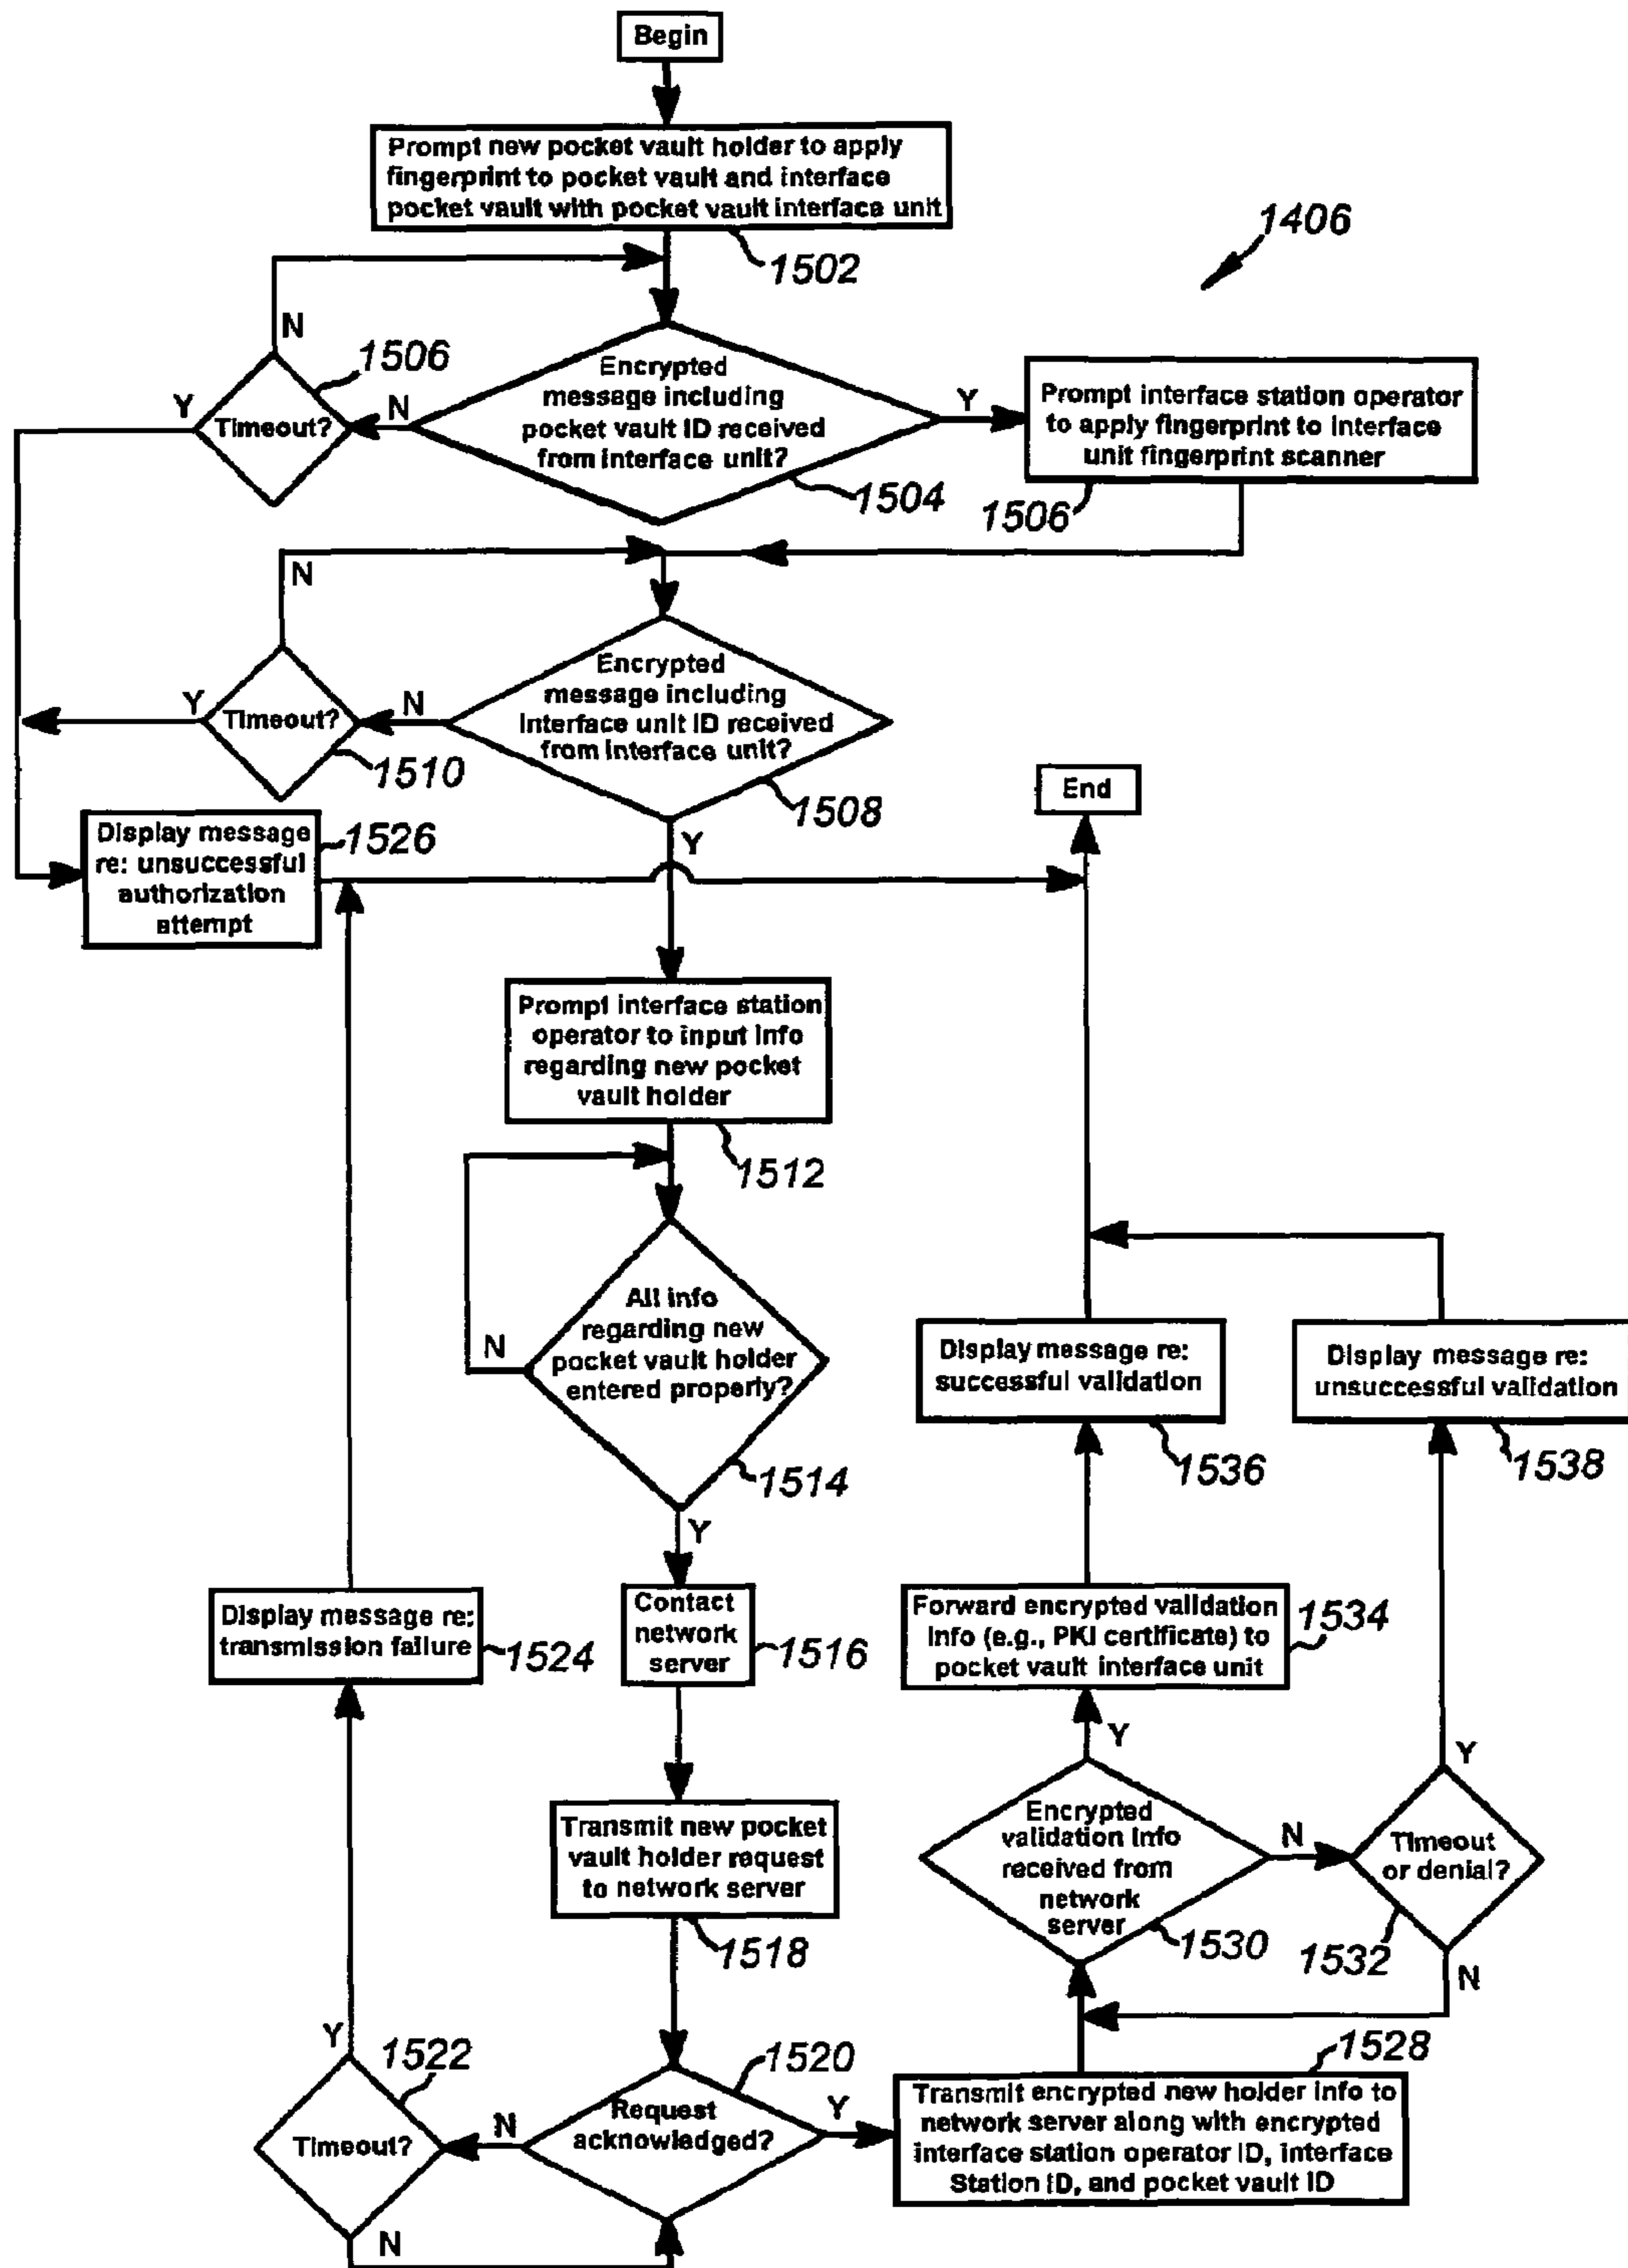 Begin
Prompt new pocket vault holder to apply
fingerprint to pocket vault and interface
pocket vault with pocket vault interface unit
1502
1406
N
1506
Y
Timeout?
N
Encrypted
message including
pocket vault ID received
from interface unit?
1504
Y
Prompt interface station operator
to apply fingerprint to interface
unit fingerprint scanner
1506
N
Y
Timeout?
1510
N
Encrypted
message including
interface unit ID received
from interface unit?
1508
Y
End
Display message
re: unsuccessful
authorization
attempt
1526
Prompt interface station
operator to input info
regarding new pocket
vault holder
1512
N
All info
regarding new
pocket vault holder
entered properly?
1514
Y
Display message re:
successful validation
1536
Display message re:
unsuccessful validation
1538
Display message re:
transmission failure
1524
Contact
network
server
1516
Forward encrypted validation
info (e.g., PKI certificate) to
pocket vault interface unit
1534
Y
Y
Transmit new pocket
vault holder request
to network server
1518
Encrypted
validation info
received from
network
server
1530
N
Timeout
or denial?
1532
N
Y
1522
Timeout?
N
N
Request
acknowledged?
1520
Y
1528
Transmit encrypted new holder info to
network server along with encrypted
interface station operator ID, interface
Station ID, and pocket vault ID